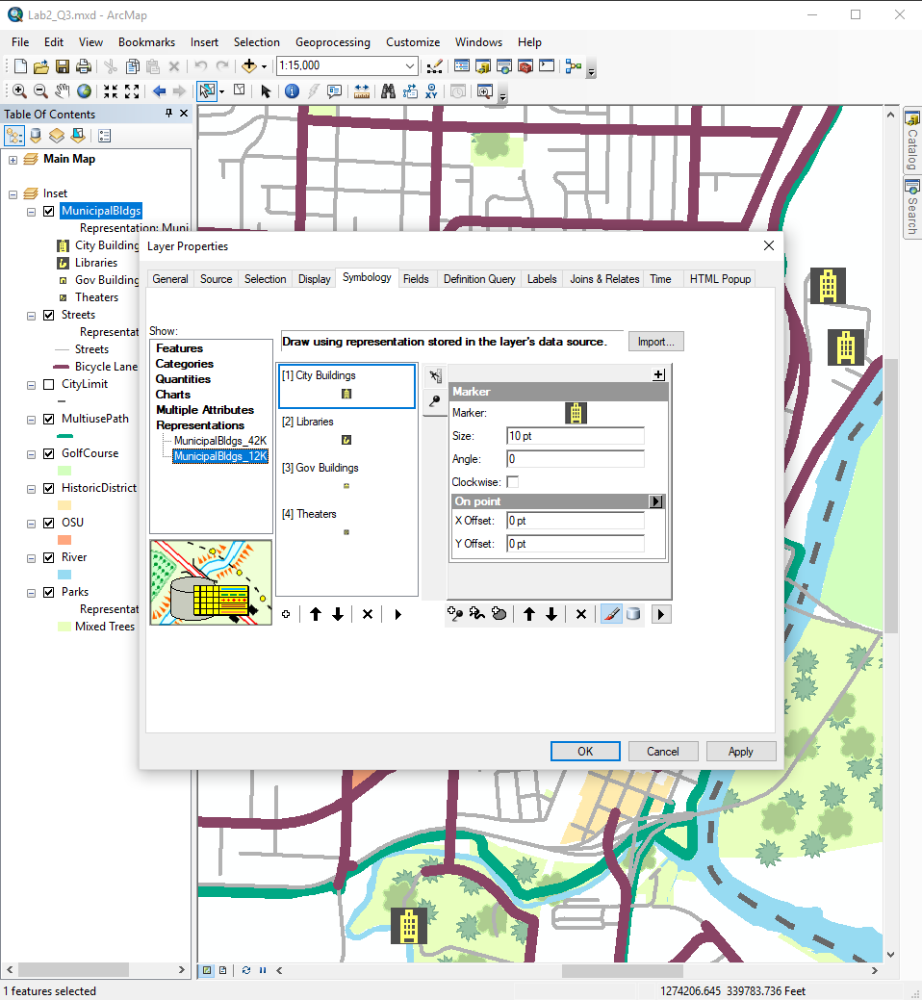 Lab2_Q3.mxd - ArcMap
File Edit View Bookmarks Insert Selection Geoprocessing Customize Windows Help
1:15,000
XY
Table Of Contents
Main Map
Inset
MunicipalBldgs
Representation: Muni
City Building
Libraries
Gov Building
Theaters
Streets
Representat
Streets
Bicycle Lane
CityLimit
MultiusePath
GolfCourse
HistoricDistrict
OSU
River
Parks
Representat
Mixed Trees
Catalog
Search
Layer Properties
General Source Selection Display Symbology Fields Definition Query Labels Joins & Relates Time HTML Popup
Show:
Features
Categories
Quantities
Charts
Multiple Attributes
Representations
MunicipalBldgs_42K
MunicipalBldgs_12K
Draw using representation stored in the layer's data source.
Import...
[1] City Buildings
[2] Libraries
[3] Gov Buildings
[4] Theaters
Marker
Marker:
Size: 10 pt
Angle: 0
Clockwise:
On point
X Offset: 0 pt
Y Offset: 0 pt
OK Cancel Apply
1 features selected
1274206.645 339783.736 Feet